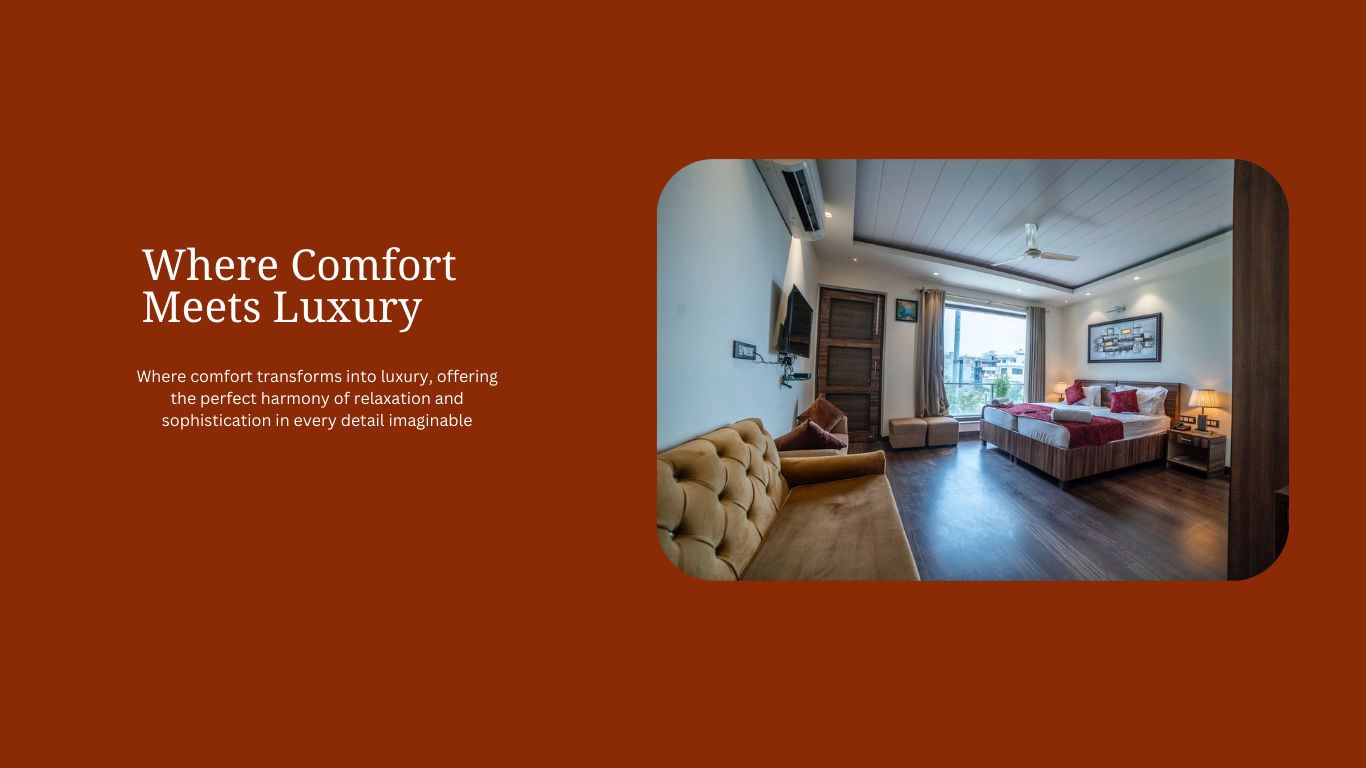 Where Comfort
Meets Luxury
Where comfort transforms into luxury, offering
the perfect harmony of relaxation and
sophistication in every detail imaginable